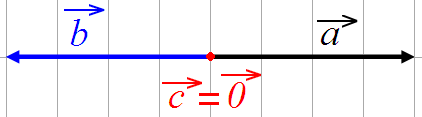 b⃗ a⃗
c⃗ = 0⃗